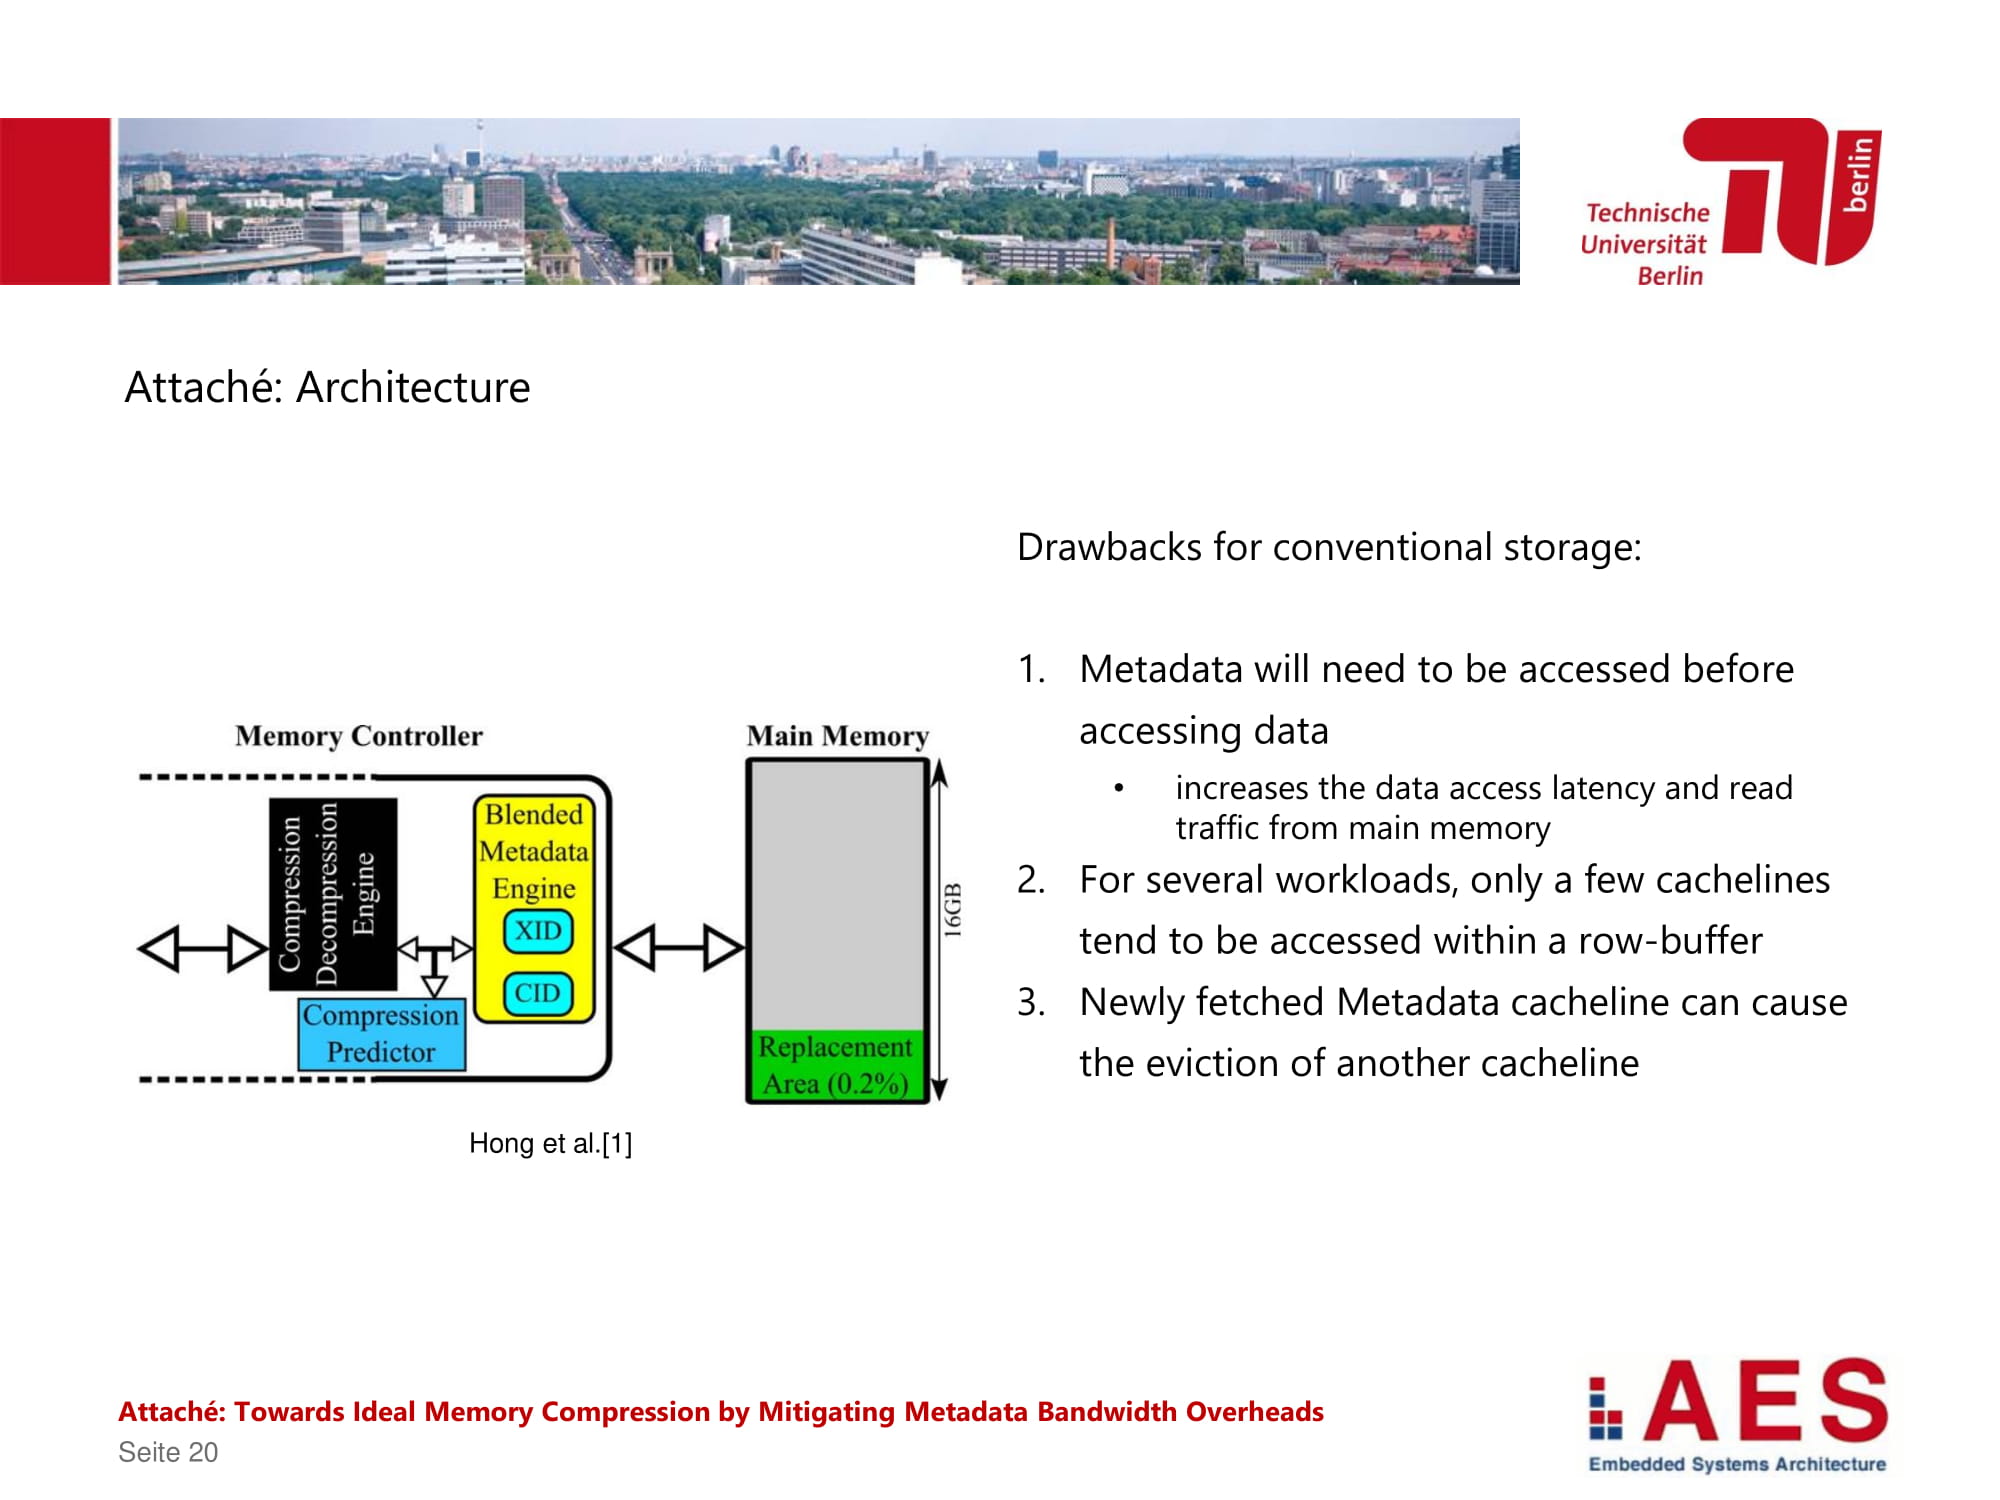 Technische
Universität
Berlin
berlin
Attaché: Architecture
Drawbacks for conventional storage:
1. Metadata will need to be accessed before
accessing data
• increases the data access latency and read
traffic from main memory
2. For several workloads, only a few cachelines
tend to be accessed within a row-buffer
3. Newly fetched Metadata cacheline can cause
the eviction of another cacheline
Memory Controller
Main Memory
Compression
Decompression
Engine
Blended
Metadata
Engine
XID
CID
Compression
Predictor
Replacement
Area (0.2%)
16GB
Hong et al.[1]
Attaché: Towards Ideal Memory Compression by Mitigating Metadata Bandwidth Overheads
Seite 20
AES
Embedded Systems Architecture